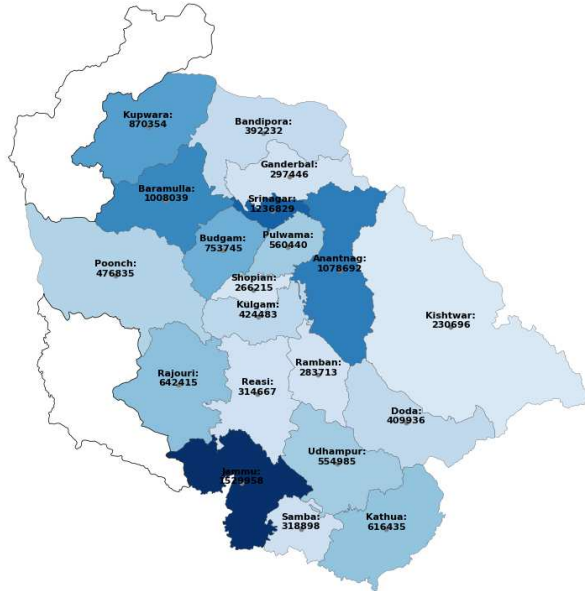 Kupwara:
870354
Bandipora:
392232
Ganderbal:
297446
Baramulla:
1008039
Srinagar:
1236829
Budgam:
753745
Pulwama:
560440
Anantnag:
1078692
Poonch:
476835
Shopian:
266215
Kulgam:
424483
Kishtwar:
230696
Rajouri:
642415
Reasi:
314667
Ramban:
283713
Doda:
409936
Udhampur:
554985
Jammu:
1529958
Samba:
318898
Kathua:
616435